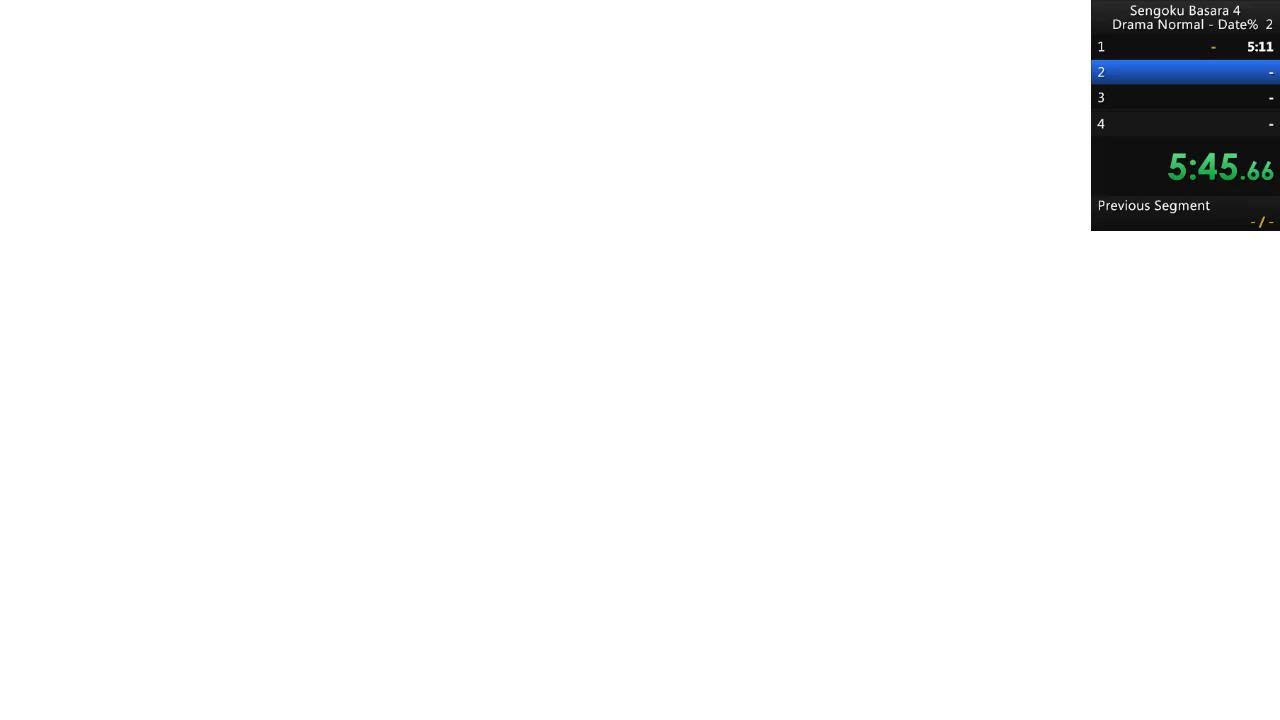 Sengoku Basara 4
Drama Normal - Date% 2
1 - 5:11
2 -
3 -
4 -
5:45.66
Previous Segment
- / -